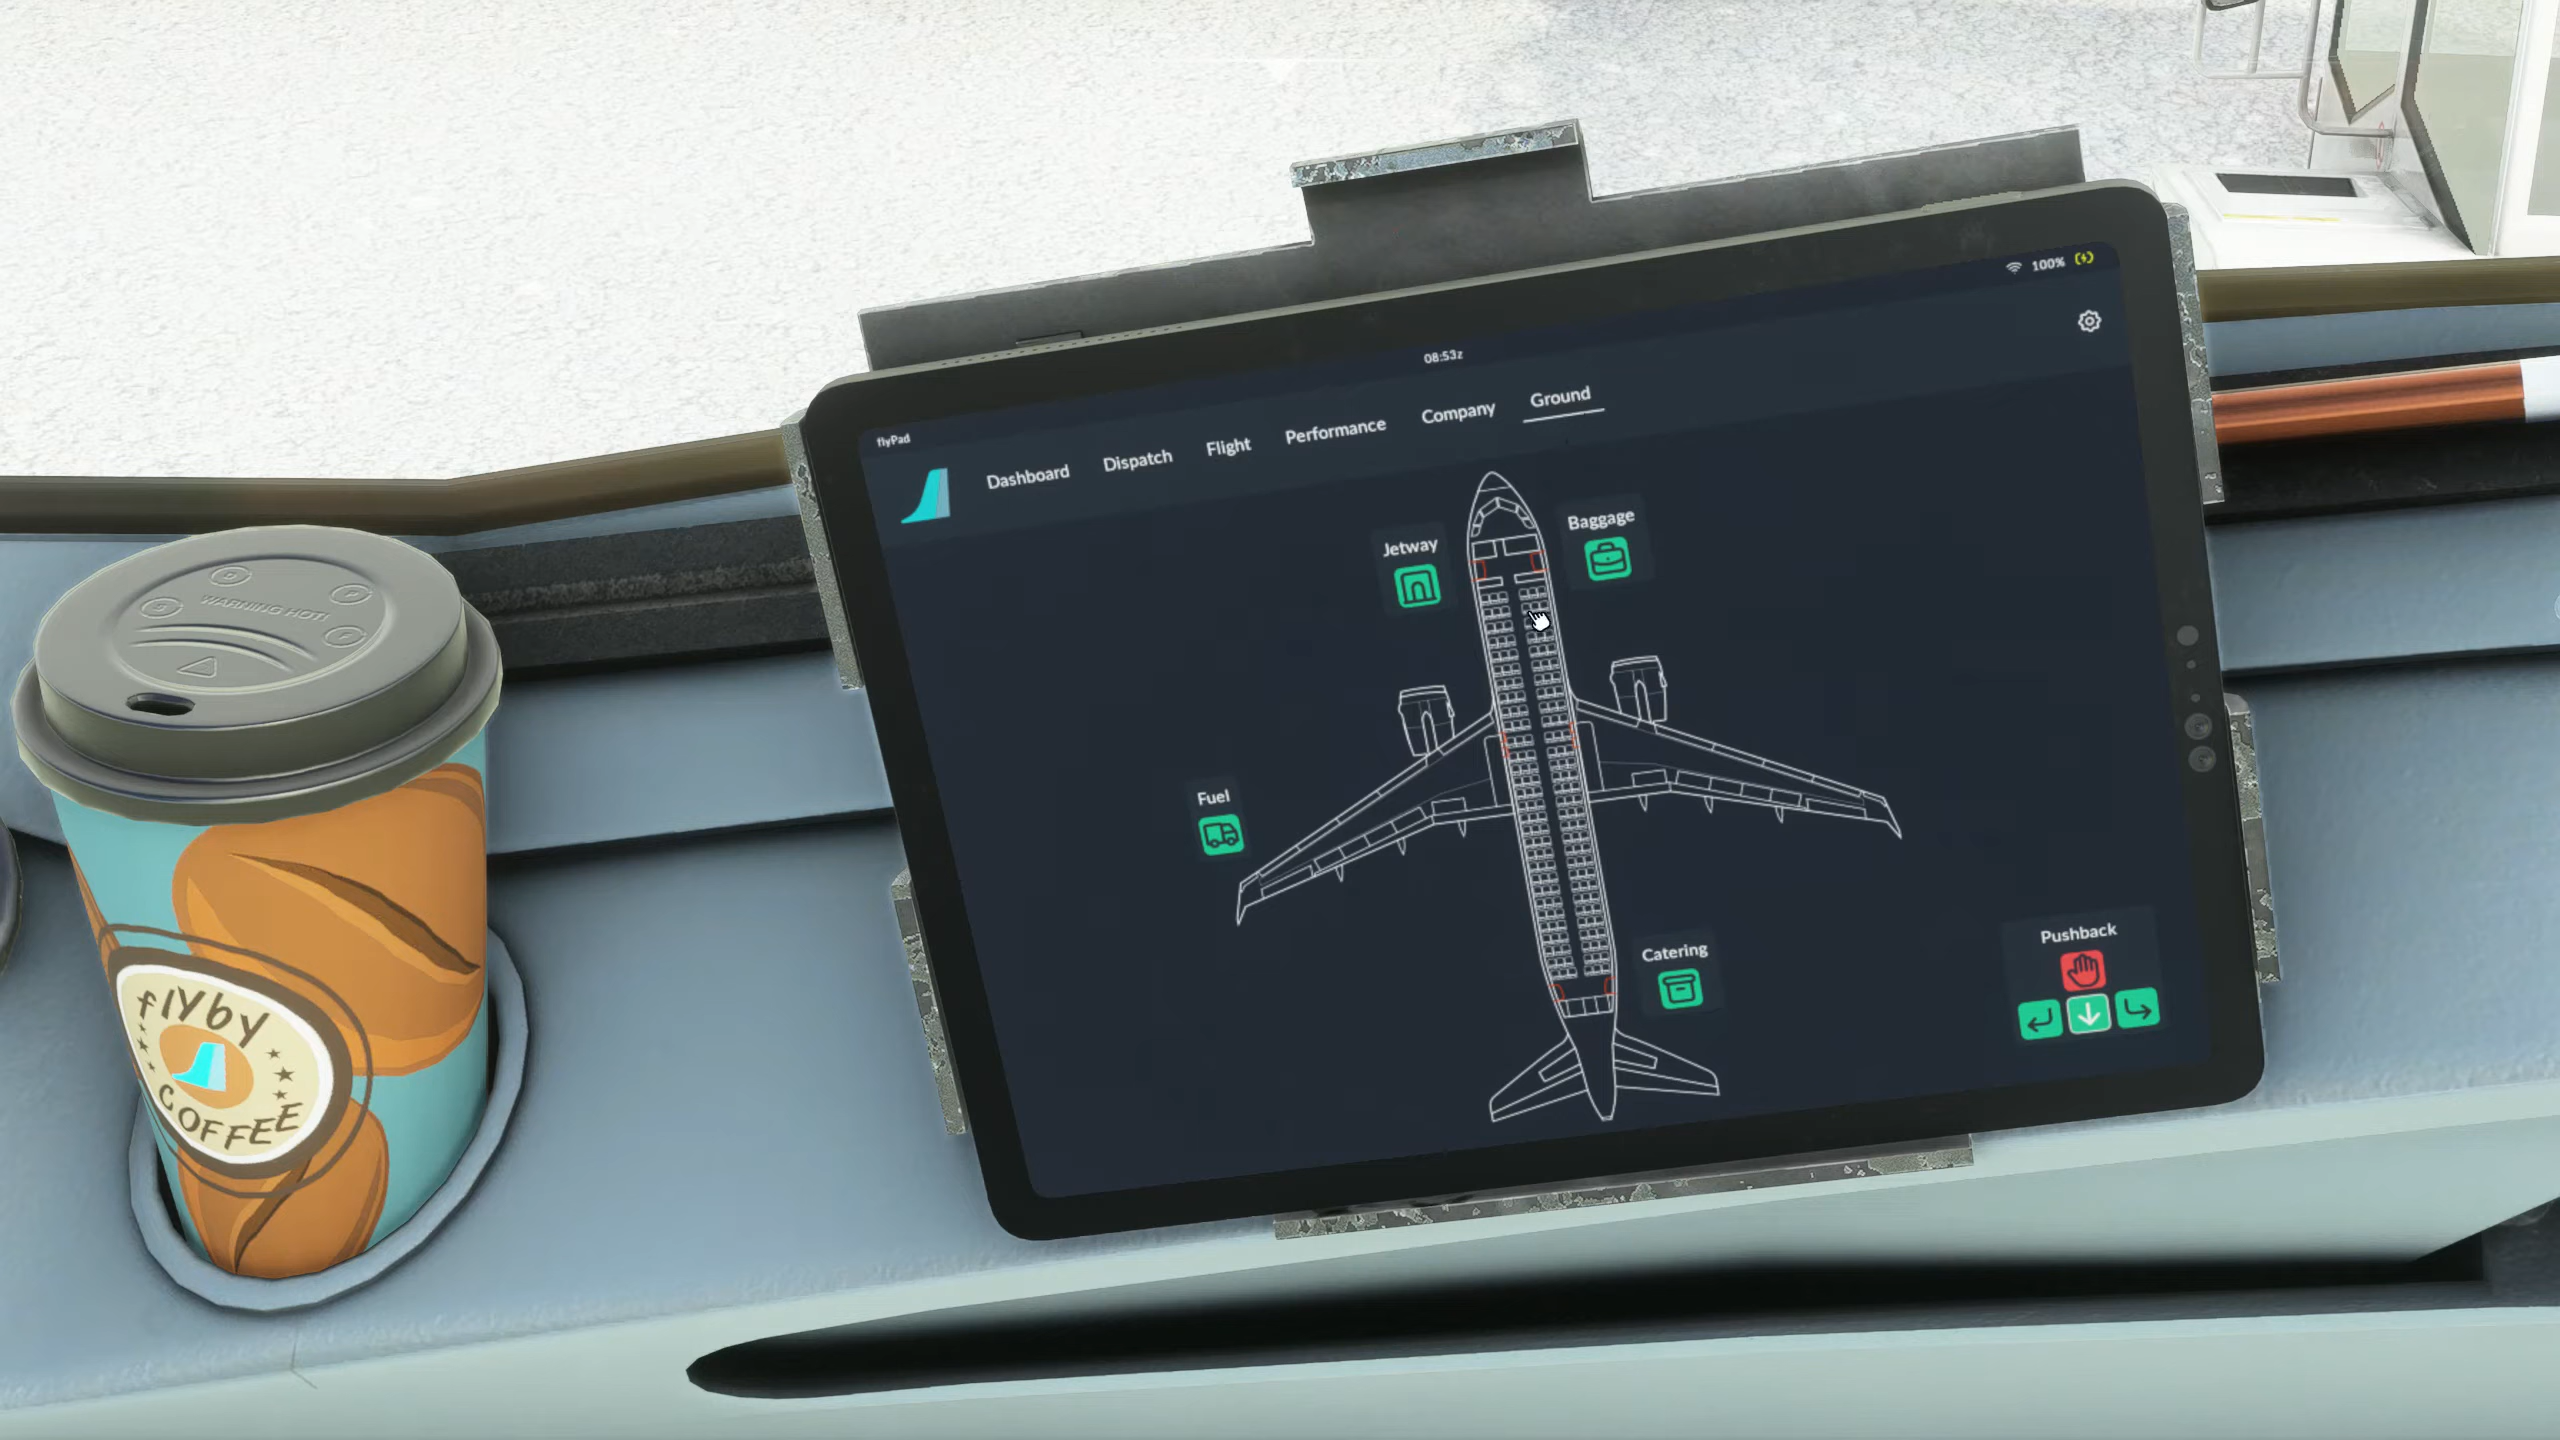 100%
08:53z
flyPad
Dashboard Dispatch Flight Performance Company Ground
Jetway
Baggage
Fuel
Catering
Pushback
WARNING HOT!
D
P
S
T
flyby
COFFEE